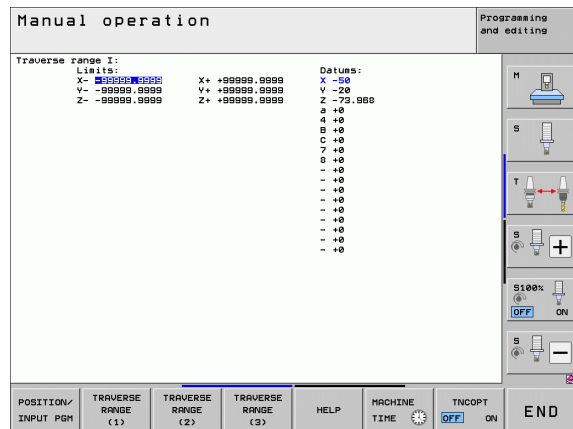 Manual operation
Programming
and editing
Traverse range I:
Limits:
Datums:
X- -99999.9999 X+ +99999.9999 X -50
Y- -99999.9999 Y+ +99999.9999 Y -20
Z- -99999.9999 Z+ +99999.9999 Z -73.968
a +0
4 +0
B +0
C +0
7 +0
8 +0
- +0
- +0
- +0
- +0
- +0
- +0
- +0
- +0
- +0
M
S
T
S
+
S100%
OFF ON
S
-
POSITION/
INPUT PGM
TRAVERSE
RANGE
(1)
TRAVERSE
RANGE
(2)
TRAVERSE
RANGE
(3)
HELP
MACHINE
TIME
TNCOPT
OFF ON
END